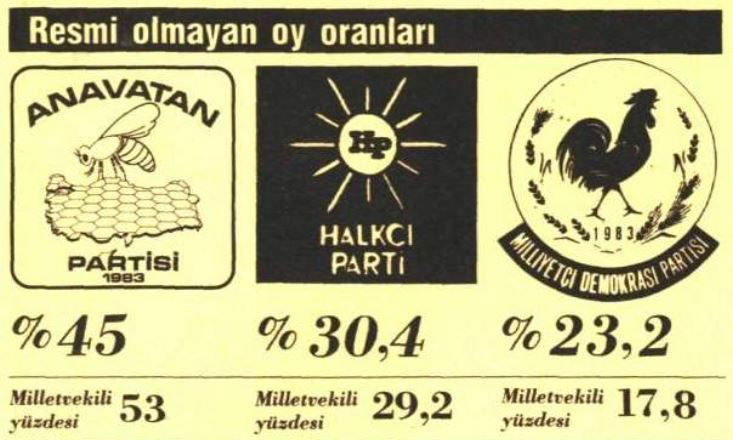 Resmi olmayan oy oranları
ANAVATAN
PARTİSİ
1983
%45
Milletvekili
yüzdesi 53
Hp
HALKCI
PARTİ
%30,4
Milletvekili
yüzdesi 29,2
1983
MİLLİYETCİ DEMOKRASİ PARTİSİ
%23,2
Milletvekili
yüzdesi 17,8